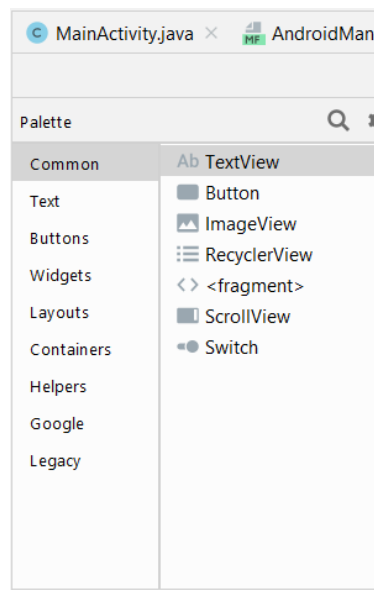 C MainActivity.java × MF AndroidMan
Palette
Common
Text
Buttons
Widgets
Layouts
Containers
Helpers
Google
Legacy
Ab TextView
Button
ImageView
RecyclerView
<fragment>
ScrollView
Switch